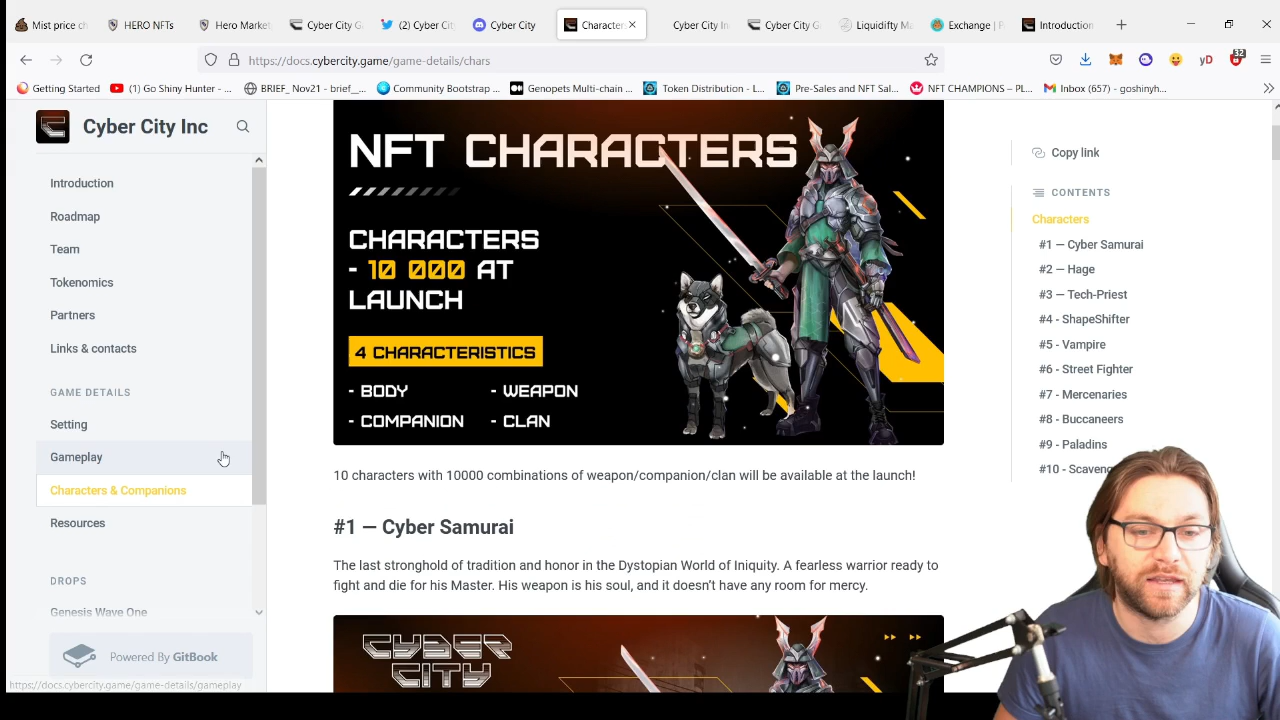 Mist price ch
HERO NFTs
Hero Market
Cyber City G
(2) Cyber Cit
Cyber City
Character
Cyber City In
Cyber City G
Liquidifty M
Exchange | P
Introduction
https://docs.cybercity.game/game-details/chars
yD
32
Getting Started
(1) Go Shiny Hunter ...
BRIEF_ Nov21 - brief_...
Community Bootstrap ...
Genopets Multi-chain ...
Token Distribution - L...
Pre-Sales and NFT Sal...
NFT CHAMPIONS – PL...
Inbox (657) - goshinyh...
Cyber City Inc
Introduction
Roadmap
Team
Tokenomics
Partners
Links & contacts
GAME DETAILS
Setting
Gameplay
Characters & Companions
Resources
DROPS
Genesis Wave One
Powered By GitBook
https://docs.cybercity.game/game-details/gameplay
NFT CHARACTERS
CHARACTERS
- 10 000 AT
LAUNCH
4 CHARACTERISTICS
- BODY
- WEAPON
- COMPANION
- CLAN
10 characters with 10000 combinations of weapon/companion/clan will be available at the launch!
#1 — Cyber Samurai
The last stronghold of tradition and honor in the Dystopian World of Iniquity. A fearless warrior ready to
fight and die for his Master. His weapon is his soul, and it doesn't have any room for mercy.
CYBER
CITY
Copy link
CONTENTS
Characters
#1 — Cyber Samurai
#2 — Hage
#3 — Tech-Priest
#4 - ShapeShifter
#5 - Vampire
#6 - Street Fighter
#7 - Mercenaries
#8 - Buccaneers
#9 - Paladins
#10 - Scaveng